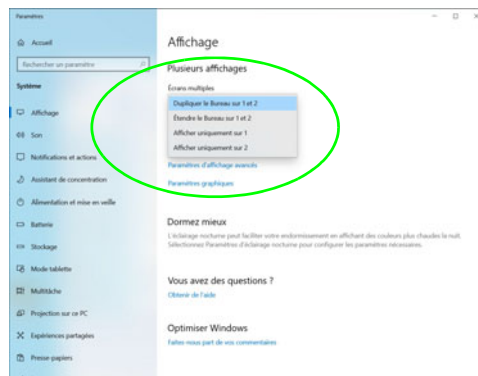 Paramètres
Accueil
Rechercher un paramètre
Système
Affichage
Son
Notifications et actions
Assistant de concentration
Alimentation et mise en veille
Batterie
Stockage
Mode tablette
Multitâche
Projection sur ce PC
Expériences partagées
Presse-papiers
Affichage
Plusieurs affichages
Écrans multiples
Dupliquer le Bureau sur 1 et 2
Étendre le Bureau sur 1 et 2
Afficher uniquement sur 1
Afficher uniquement sur 2
Paramètres d'affichage avancés
Paramètres graphiques
Dormez mieux
L'éclairage nocturne peut faciliter votre endormissement en affichant des couleurs plus chaudes la nuit.
Sélectionnez Paramètres d'éclairage nocturne pour configurer les paramètres nécessaires.
Vous avez des questions ?
Obtenir de l'aide
Optimiser Windows
Faites-nous part de vos commentaires